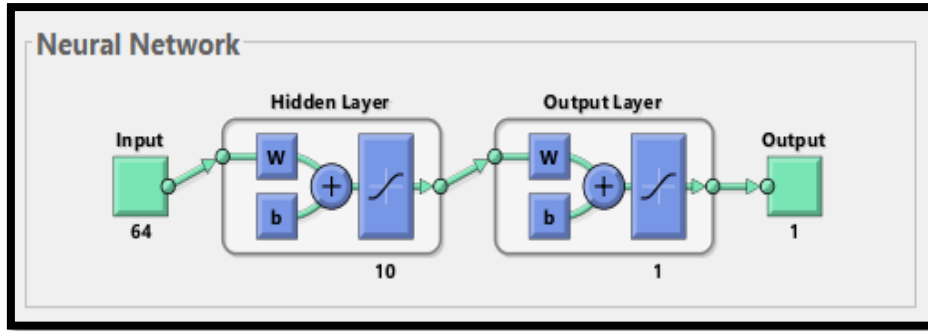 Neural Network
Hidden Layer
Output Layer
Input
Output
W
W
+
+
b
b
64
1
10
1